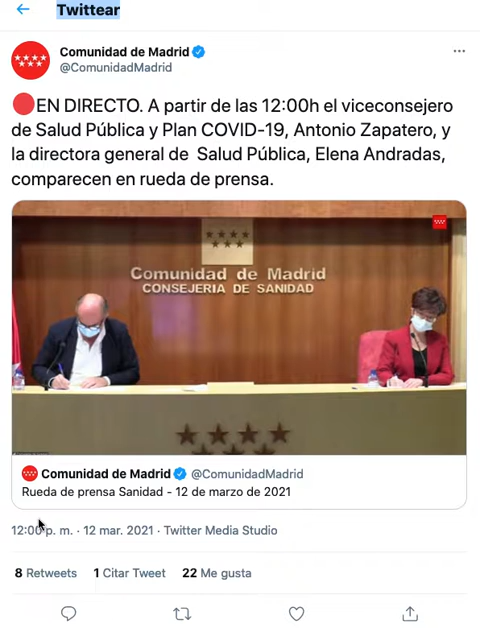 Twittear
Comunidad de Madrid
@ComunidadMadrid
EN DIRECTO. A partir de las 12:00h el viceconsejero
de Salud Pública y Plan COVID-19, Antonio Zapatero, y
la directora general de Salud Pública, Elena Andradas,
comparecen en rueda de prensa.
Comunidad de Madrid
CONSEJERIA DE SANIDAD
Comunidad de Madrid @ComunidadMadrid
Rueda de prensa Sanidad - 12 de marzo de 2021
12:00 p. m. · 12 mar. 2021 · Twitter Media Studio
8 Retweets 1 Citar Tweet 22 Me gusta